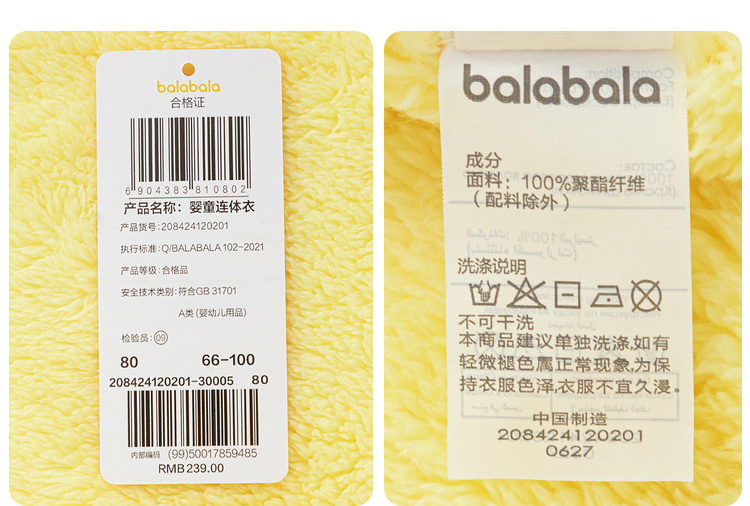 balabala
合格证
6 904383 810802
产品名称：婴童连体衣
产品货号:208424120201
执行标准:Q/BALABALA 102-2021
产品等级:合格品
安全技术类别:符合GB 31701
A类(婴幼儿用品)
检验员:09
80 66-100
208424120201-30005 80
内部编码 (99)50017859485
RMB239.00
balabala
成分
面料：100%聚酯纤维
（配料除外）
洗涤说明
不可干洗
本商品建议单独洗涤,如有
轻微褪色属正常现象,为保
持衣服色泽,衣服不宜久浸。
中国制造
208424120201
0627